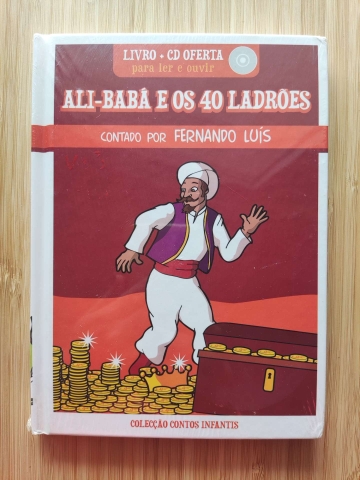 LIVRO + CD OFERTA
para ler e ouvir
ALI-BABÁ E OS 40 LADRÕES
CONTADO POR FERNANDO LUÍS
COLECÇÃO CONTOS INFANTIS